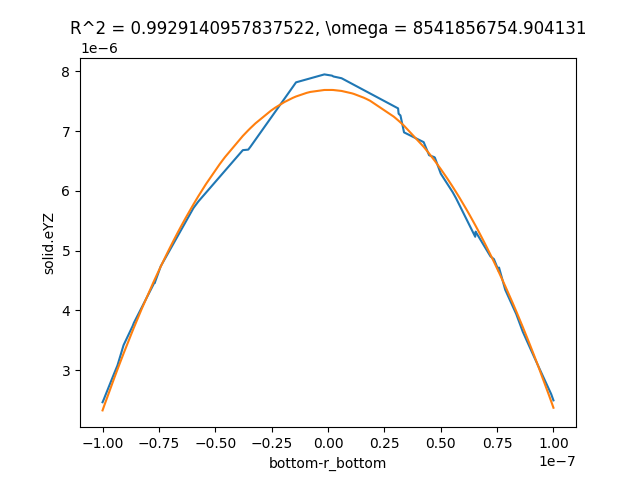 R^2 = 0.9929140957837522, \omega = 8541856754.904131
1e−6
8
7
6
5
4
3
solid.eYZ
−1.00 −0.75 −0.50 −0.25 0.00 0.25 0.50 0.75 1.00
1e−7
bottom-r_bottom